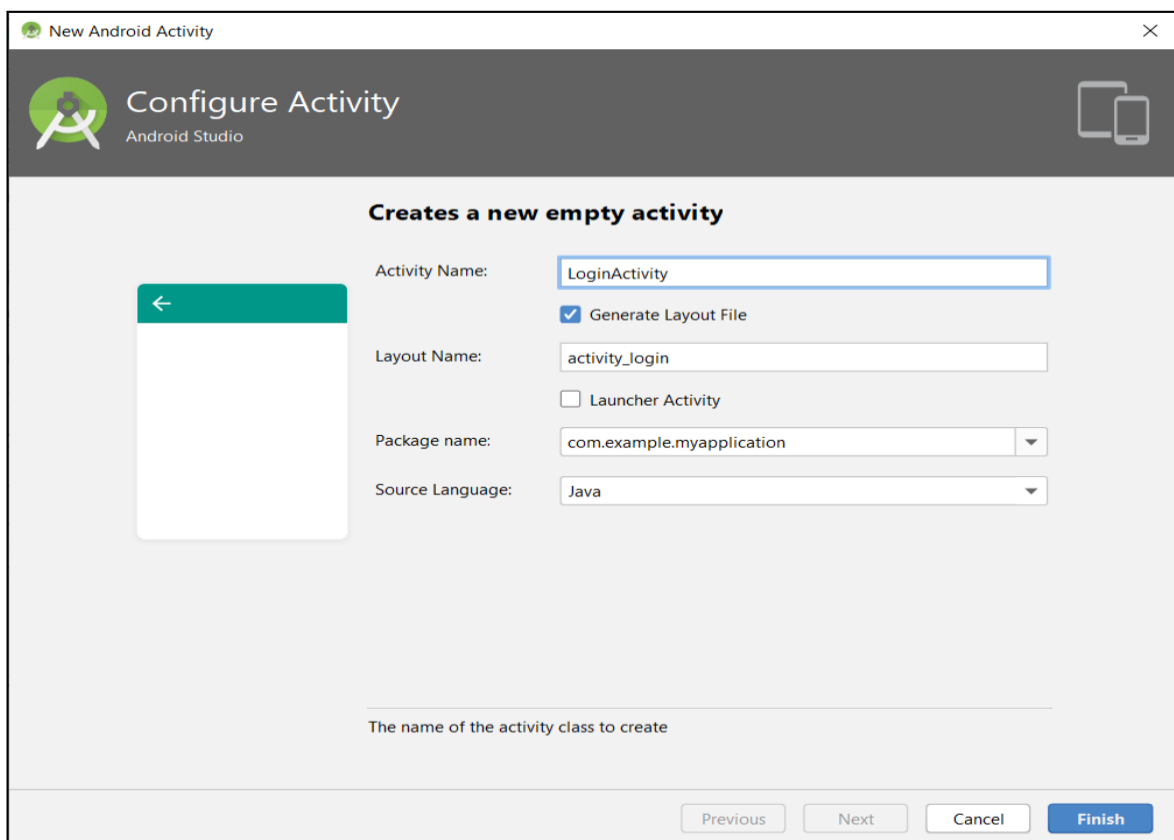 New Android Activity
Configure Activity
Android Studio
Creates a new empty activity
Activity Name: LoginActivity
Generate Layout File
Layout Name: activity_login
Launcher Activity
Package name: com.example.myapplication
Source Language: Java
The name of the activity class to create
Previous Next Cancel Finish